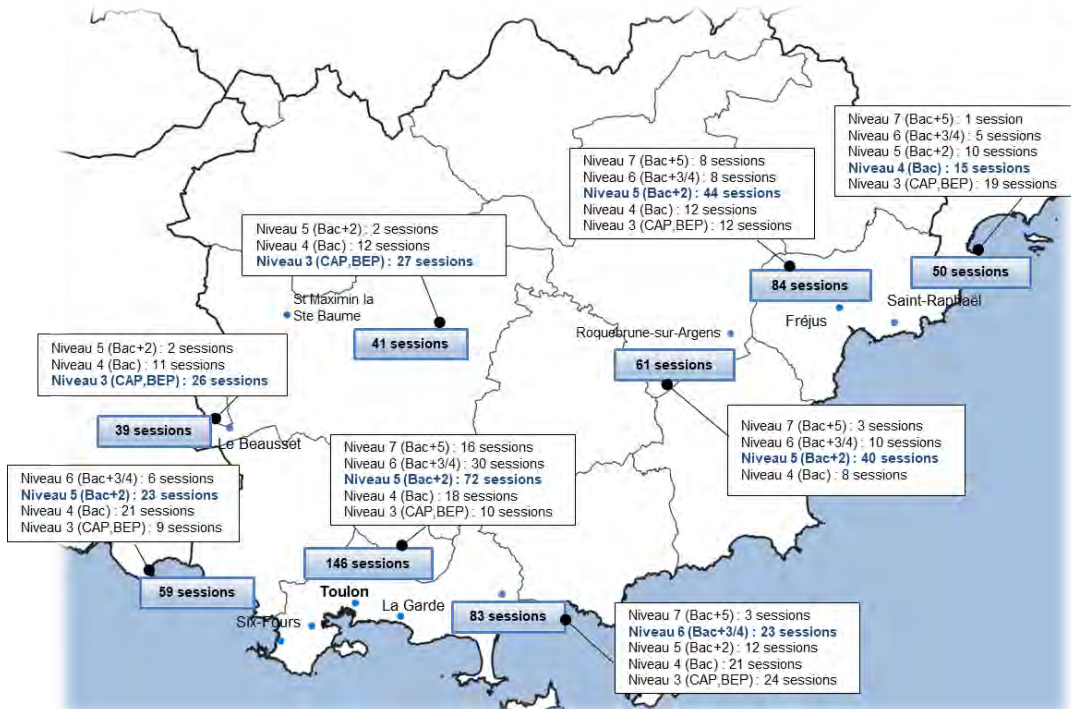 Niveau 7 (Bac+5) : 1 session
Niveau 6 (Bac+3/4) : 5 sessions
Niveau 5 (Bac+2) : 10 sessions
Niveau 4 (Bac) : 15 sessions
Niveau 3 (CAP,BEP) : 19 sessions
50 sessions
Niveau 7 (Bac+5) : 8 sessions
Niveau 6 (Bac+3/4) : 8 sessions
Niveau 5 (Bac+2) : 44 sessions
Niveau 4 (Bac) : 12 sessions
Niveau 3 (CAP,BEP) : 12 sessions
84 sessions
Saint-Raphaël
Fréjus
Niveau 5 (Bac+2) : 2 sessions
Niveau 4 (Bac) : 12 sessions
Niveau 3 (CAP,BEP) : 27 sessions
41 sessions
St Maximin la
Ste Baume
Roquebrune-sur-Argens
61 sessions
Niveau 7 (Bac+5) : 3 sessions
Niveau 6 (Bac+3/4) : 10 sessions
Niveau 5 (Bac+2) : 40 sessions
Niveau 4 (Bac) : 8 sessions
Niveau 5 (Bac+2) : 2 sessions
Niveau 4 (Bac) : 11 sessions
Niveau 3 (CAP,BEP) : 26 sessions
39 sessions
Le Beausset
Niveau 7 (Bac+5) : 16 sessions
Niveau 6 (Bac+3/4) : 30 sessions
Niveau 5 (Bac+2) : 72 sessions
Niveau 4 (Bac) : 18 sessions
Niveau 3 (CAP,BEP) : 10 sessions
146 sessions
Niveau 6 (Bac+3/4) : 6 sessions
Niveau 5 (Bac+2) : 23 sessions
Niveau 4 (Bac) : 21 sessions
Niveau 3 (CAP,BEP) : 9 sessions
59 sessions
Toulon
La Garde
Six-Fours
83 sessions
Niveau 7 (Bac+5) : 3 sessions
Niveau 6 (Bac+3/4) : 23 sessions
Niveau 5 (Bac+2) : 12 sessions
Niveau 4 (Bac) : 21 sessions
Niveau 3 (CAP,BEP) : 24 sessions